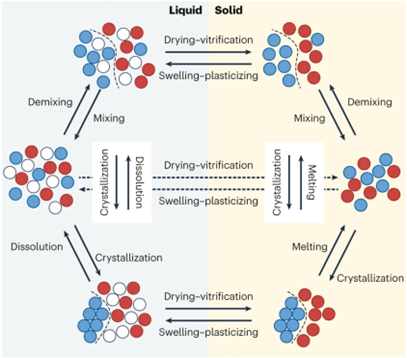 Liquid Solid
Drying–vitrification
Swelling–plasticizing
Demixing
Mixing
Mixing
Demixing
Crystallization
Dissolution
Drying–vitrification
Swelling–plasticizing
Crystallization
Melting
Dissolution
Crystallization
Melting
Crystallization
Drying–vitrification
Swelling–plasticizing